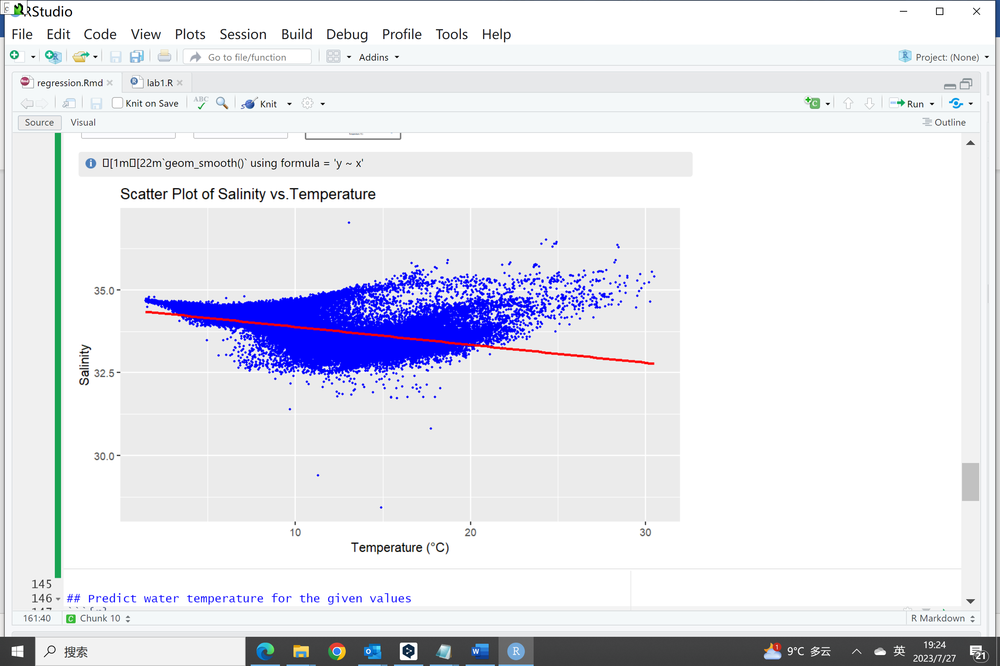 RStudio
File Edit Code View Plots Session Build Debug Profile Tools Help
Go to file/function Addins Project: (None)
regression.Rmd lab1.R
Knit on Save ABC Knit Run
Source Visual Outline
[1m[22m`geom_smooth()` using formula = 'y ~ x'
Scatter Plot of Salinity vs.Temperature
35.0
32.5
30.0
Salinity
10 20 30
Temperature (°C)
145
146 ## Predict water temperature for the given values
161:40 C Chunk 10 R Markdown
搜索 1 9°C 多云 英 19:24
2023/7/27 21